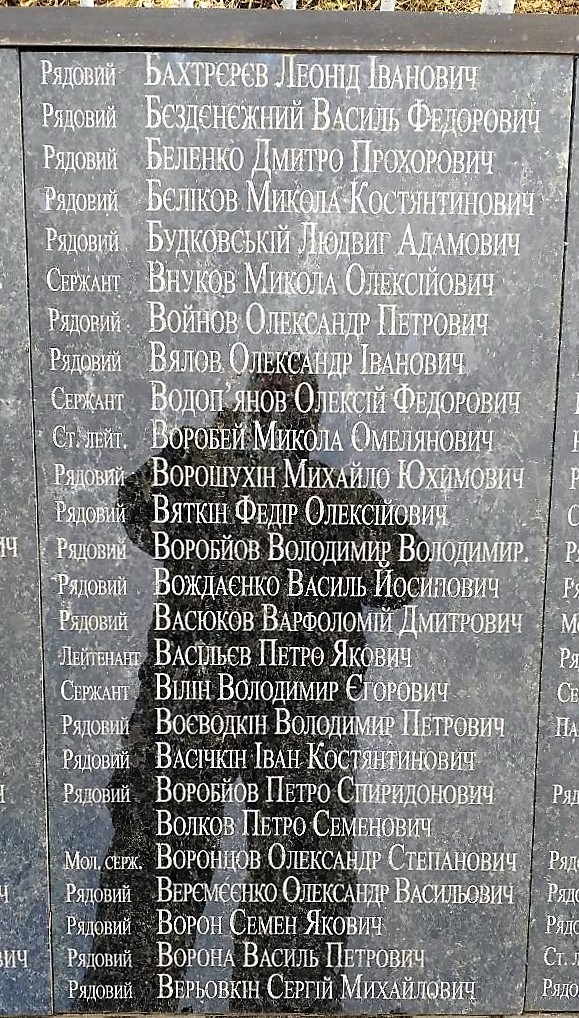 Рядовий Бахтрєрєв Леонід Іванович
Рядовий Бєздєнєжний Василь Федорович
Рядовий Беленко Дмитро Прохорович
Рядовий Бєліков Микола Костянтинович
Рядовий Будковській Людвиг Адамович
Сержант Внуков Микола Олексійович
Рядовий Войнов Олександр Петрович
Рядовий Вялов Олександр Іванович
Сержант Водоп'янов Олексій Федорович
Ст. лейт. Воробей Микола Омелянович
Рядовий Ворошухін Михайло Юхимович
Рядовий Вяткін Федір Олексійович
Рядовий Воробйов Володимир Володимир.
Рядовий Вождаєнко Василь Йосипович
Рядовий Васюков Варфоломій Дмитрович
Лейтенант Васільєв Петро Якович
Сержант Вілін Володимир Єгорович
Рядовий Воєводкін Володимир Петрович
Рядовий Васічкін Іван Костянтинович
Рядовий Воробйов Петро Спиридонович
Волков Петро Семенович
Мол. серж. Воронцов Олександр Степанович
Рядовий Верємєєнко Олександр Васильович
Рядовий Ворон Семен Якович
Рядовий Ворона Василь Петрович
Рядовий Верьовкін Сергій Михайлович